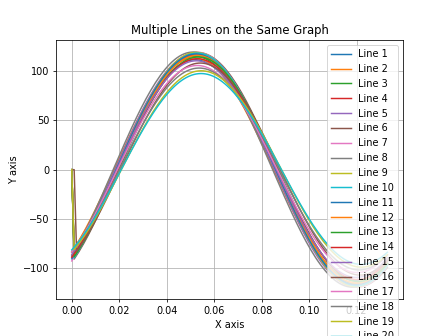 Multiple Lines on the Same Graph
Y axis
100
50
0
−50
−100
0.00
0.02
0.04
0.06
0.08
0.10
X axis
Line 1
Line 2
Line 3
Line 4
Line 5
Line 6
Line 7
Line 8
Line 9
Line 10
Line 11
Line 12
Line 13
Line 14
Line 15
Line 16
Line 17
Line 18
Line 19
Line 20